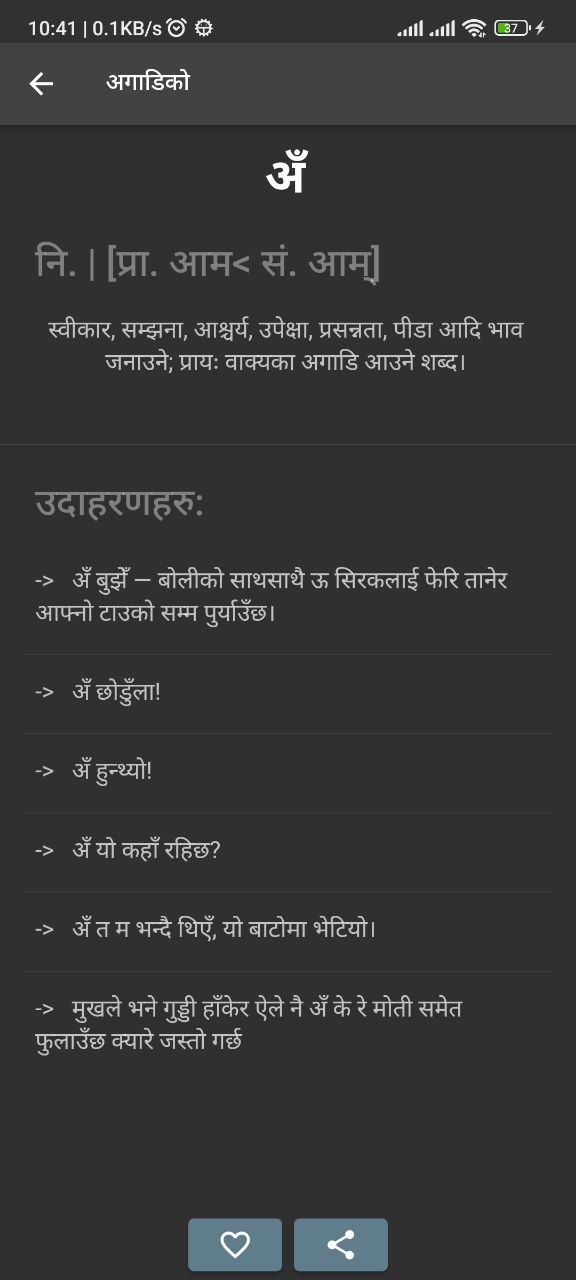 10:41 | 0.1KB/s
37
अगाडिको
अँ
नि. | [प्रा. आम< सं. आम्]
स्वीकार, सम्झना, आश्चर्य, उपेक्षा, प्रसन्नता, पीडा आदि भाव
जनाउने; प्रायः वाक्यका अगाडि आउने शब्द।
उदाहरणहरु:
-> अँ बुझेँ — बोलीको साथसाथै ऊ सिरकलाई फेरि तानेर
आफ्नो टाउको सम्म पुर्याउँछ।
-> अँ छोडुँला!
-> अँ हुन्थ्यो!
-> अँ यो कहाँ रहिछ?
-> अँ त म भन्दै थिएँ, यो बाटोमा भेटियो।
-> मुखले भने गुड्डी हाँकेर ऐले नै अँ के रे मोती समेत
फुलाउँछ क्यारे जस्तो गर्छ